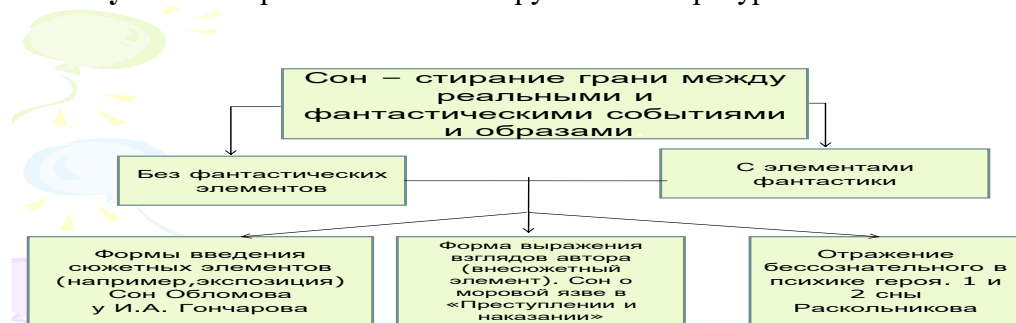 Сон – стирание грани между
реальными и
фантастическими событиями
и образами
Без фантастических
элементов
С элементами
фантастики
Формы введения
сюжетных элементов
(например,экспозиция)
Сон Обломова
у И.А. Гончарова
Форма выражения
взглядов автора
(внесюжетный
элемент). Сон о
моровой язве в
«Преступлении и
наказании»
Отражение
бессознательного в
психике героя. 1 и
2 сны
Раскольникова